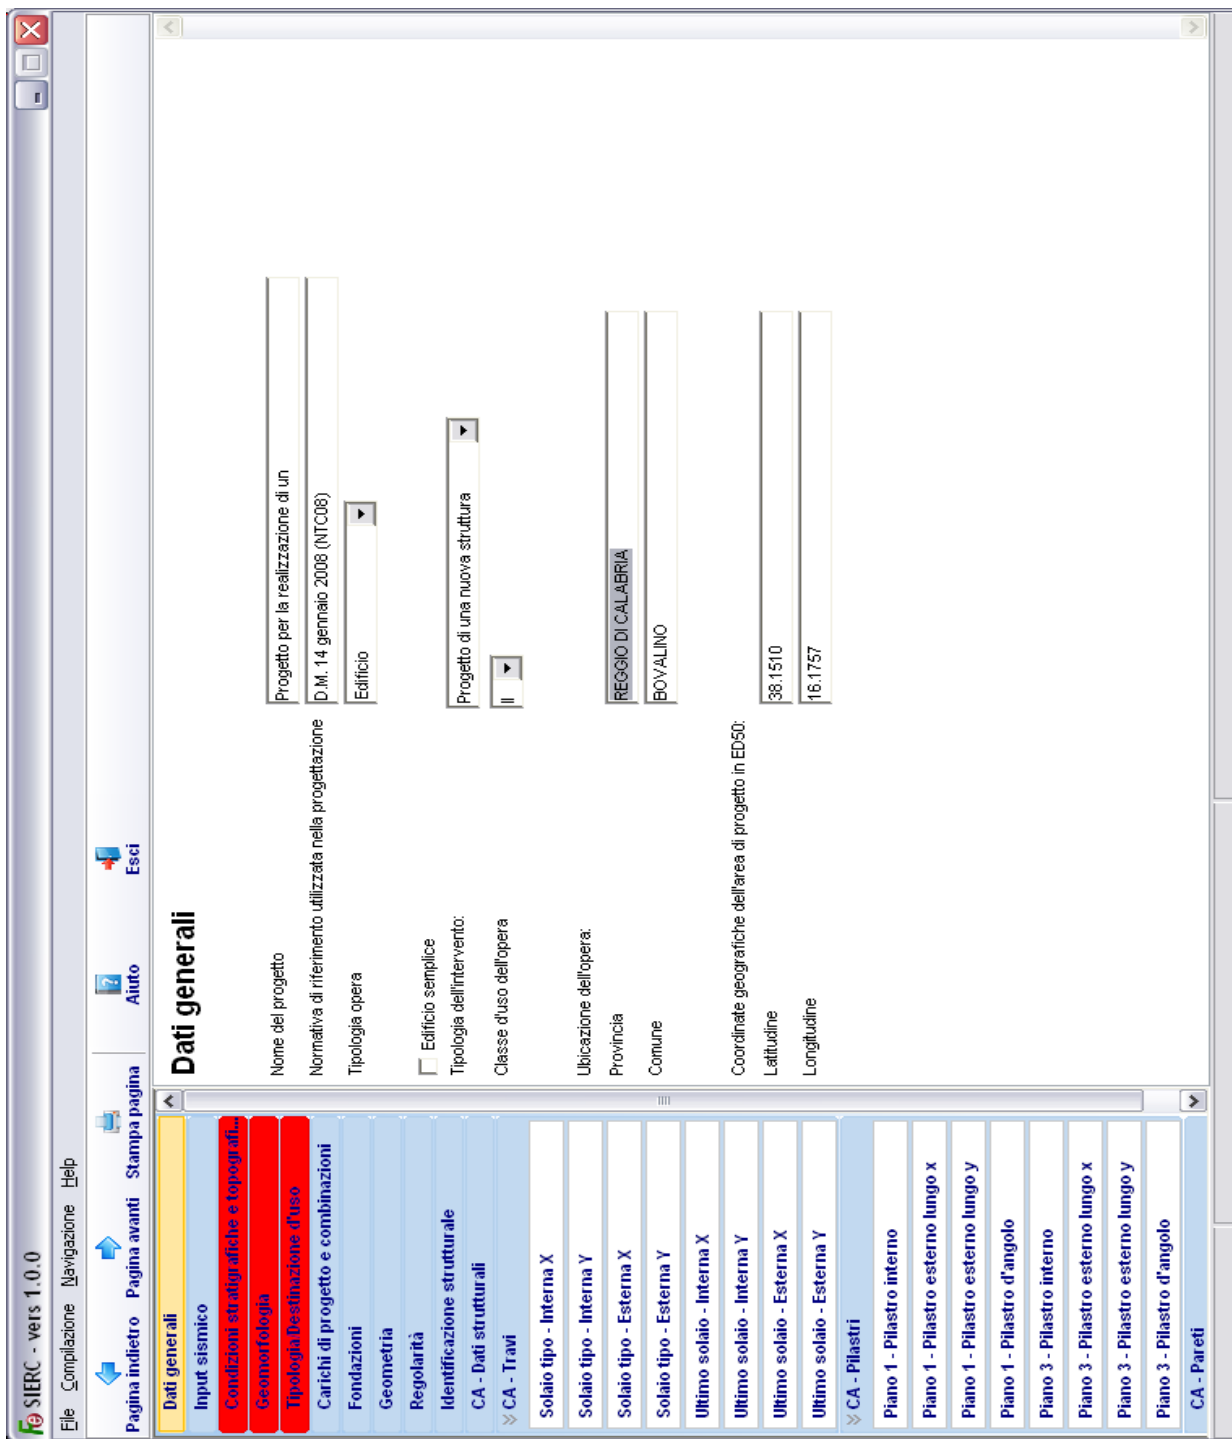 SIERC - vers 1.0.0
File Compilazione Navigazione Help
Pagina indietro Pagina avanti Stampa pagina Aiuto Esci
Dati generali
Input sismico
Condizioni stratigrafiche e topografi...
Geomorfologia
Tipologia Destinazione d'uso
Carichi di progetto e combinazioni
Fondazioni
Geometria
Regolarità
Identificazione strutturale
CA - Dati strutturali
CA - Travi
Solaio tipo - Interna X
Solaio tipo - Interna Y
Solaio tipo - Esterna X
Solaio tipo - Esterna Y
Ultimo solaio - Interna X
Ultimo solaio - Interna Y
Ultimo solaio - Esterna X
Ultimo solaio - Esterna Y
CA - Pilastri
Piano 1 - Pilastro interno
Piano 1 - Pilastro esterno lungo x
Piano 1 - Pilastro esterno lungo y
Piano 1 - Pilastro d'angolo
Piano 3 - Pilastro interno
Piano 3 - Pilastro esterno lungo x
Piano 3 - Pilastro esterno lungo y
Piano 3 - Pilastro d'angolo
CA - Pareti
Dati generali
Nome del progetto Progetto per la realizzazione di un
Normativa di riferimento utilizzata nella progettazione D.M. 14 gennaio 2008 (NTC08)
Tipologia opera Edificio
Edificio semplice
Tipologia dell'intervento: Progetto di una nuova struttura
Classe d'uso dell'opera II
Ubicazione dell'opera:
Provincia REGGIO DI CALABRIA
Comune BOVALINO
Coordinate geografiche dell'area di progetto in ED50:
Latitudine 38.1510
Longitudine 16.1757